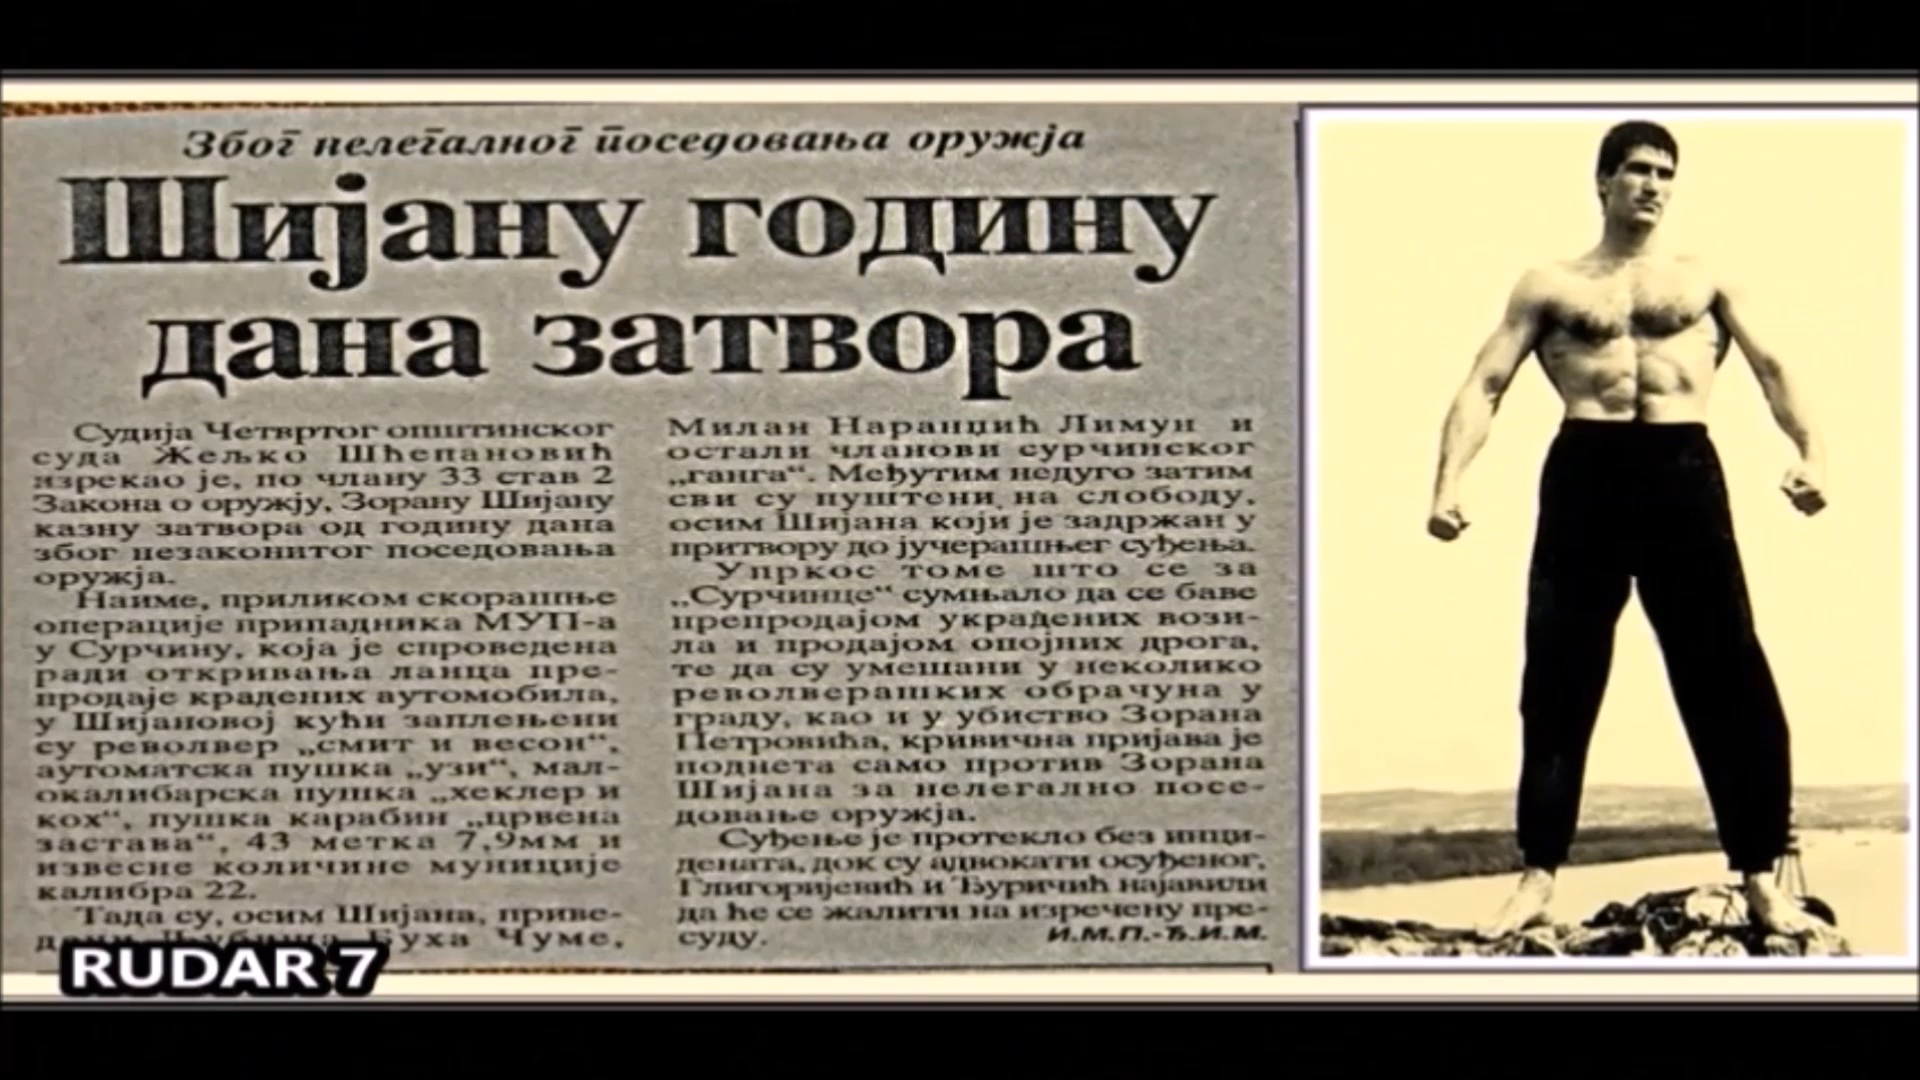 Због нелегалног поседовања оружја
Шијану годину
дана затвора
Судија Четвртог општинског
суда Жељко Шћепановић
изрекао је, по члану 33 став 2
Закона о оружју, Зорану Шијану
казну затвора од годину дана
због незаконитог поседовања
оружја.
Наиме, приликом скорашње
операције припадника МУП-а
у Сурчину, која је спроведена
ради откривања ланца пре-
продаје крадених аутомобила,
у Шијановој кући заплењени
су револвер „смит и весон“,
аутоматска пушка „узи“, мал-
окалибарска пушка „хеклер и
кох“, пушка карабин „црвена
застава“, 43 метка 7,9мм и
извесне количине муниције
калибра 22.
Тада су, осим Шијана, приве-
дени Љубиша Буха Чуме,
Милан Наранџић Лимун и
остали чланови сурчинског
„ганга“. Међутим недуго затим
сви су пуштени на слободу,
осим Шијана који је задржан у
притвору до јучерашњег суђења.
Упркос томе што се за
„Сурчинце“ сумњало да се баве
препродајом украдених вози-
ла и продајом опојних дрога,
те да су умешани у неколико
револверашких обрачуна у
граду, као и у убиство Зорана
Петровића, кривична пријава је
поднета само против Зорана
Шијана за нелегално посе-
довање оружја.
Суђење је протекло без инци-
дената, док су адвокати осуђеног,
Глигоријевић и Ђуричић најавили
да ће се жалити на изречену пре-
суду.
И.М.П.-Ђ.И.М.
RUDAR 7